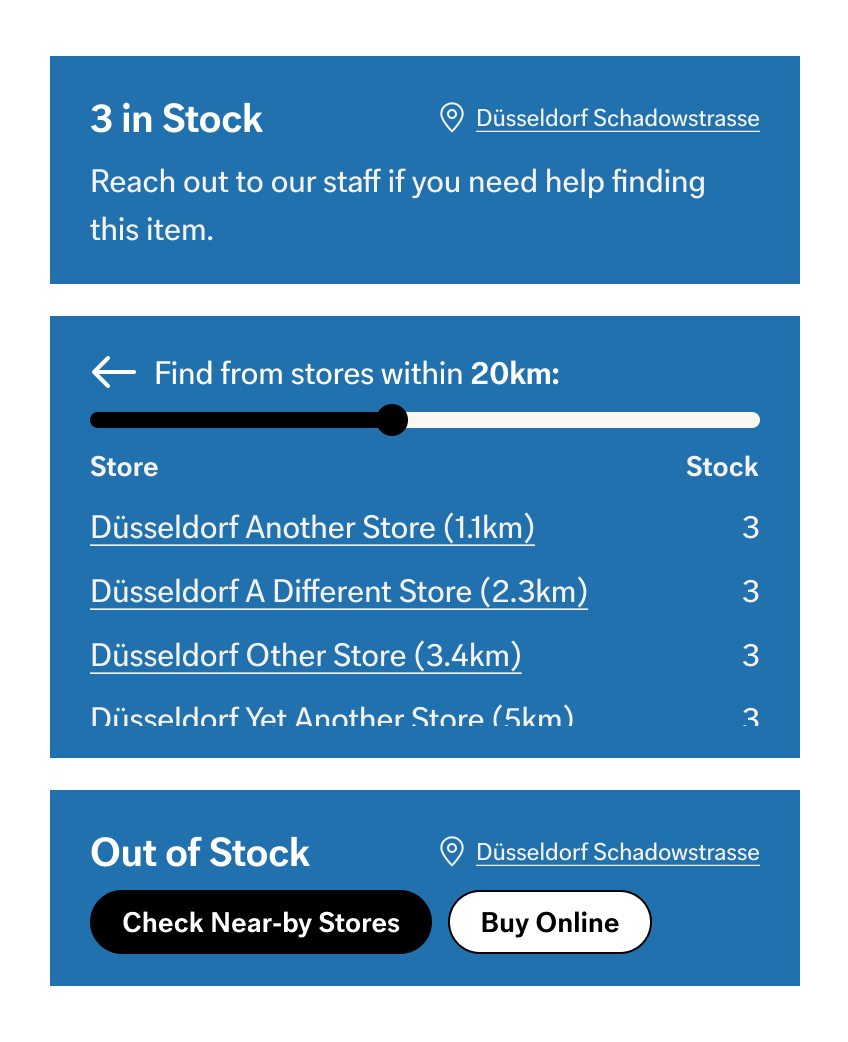 3 in Stock
Düsseldorf Schadowstrasse
Reach out to our staff if you need help finding
this item.
Find from stores within 20km:
Store Stock
Düsseldorf Another Store (1.1km) 3
Düsseldorf A Different Store (2.3km) 3
Düsseldorf Other Store (3.4km) 3
Düsseldorf Yet Another Store (5km) 3
Out of Stock
Düsseldorf Schadowstrasse
Check Near-by Stores
Buy Online